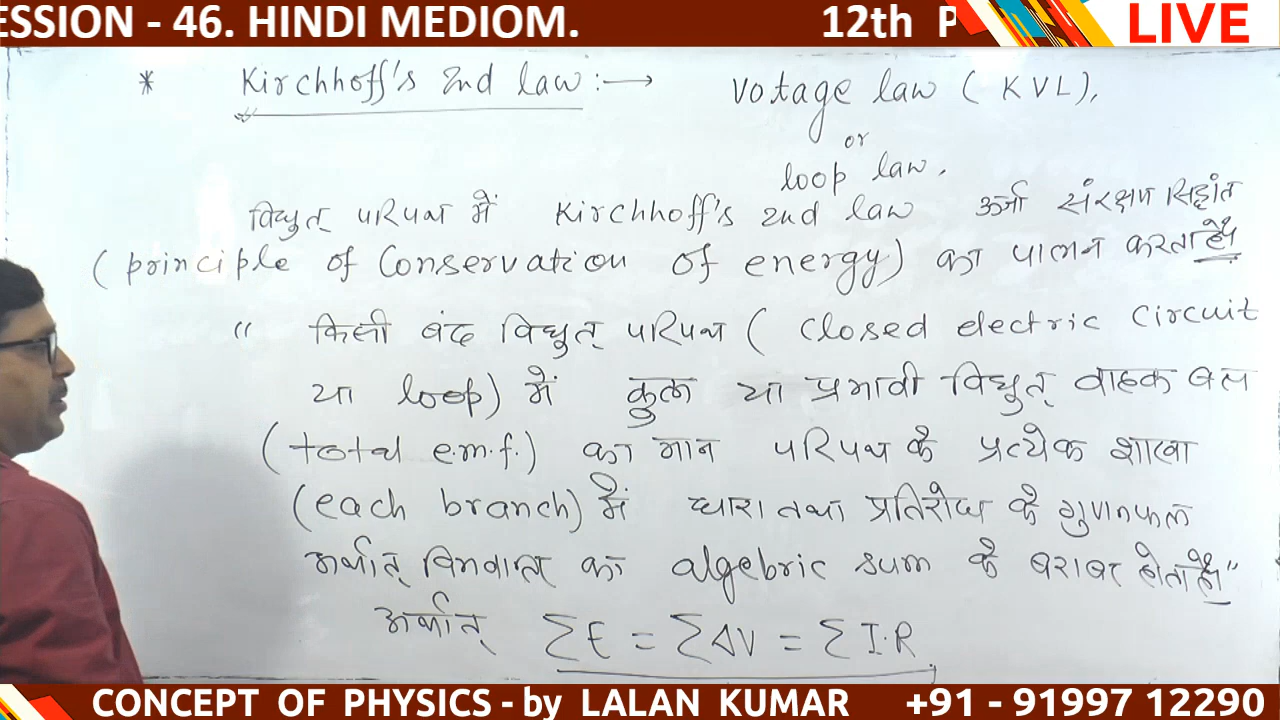 ESSION - 46. HINDI MEDIOM. 12th P LIVE
* Kirchhoff's 2nd law :→ Votage law ( KVL),
or
loop law.
विधुत् परिपथ में Kirchhoff's 2nd law ऊर्जा संरक्षण सिद्दांत
( principle of Conservation of energy) का पालन करता है।
“ किसी बंद विधुत् परिपथ ( Closed electric Circuit
या loop) में कुल या प्रभावी विधुत् वाहक बल
( total e.m.f.) का मान परिपथ के प्रत्येक शाखा
(each branch) में धारा तथा प्रतिरोध के गुणनफल
अर्थात् विभवान्तर का algebric sum के बराबर होता है।”
अर्थात् ΣE = ΣΔV = ΣI.R
CONCEPT OF PHYSICS - by LALAN KUMAR +91 - 91997 12290